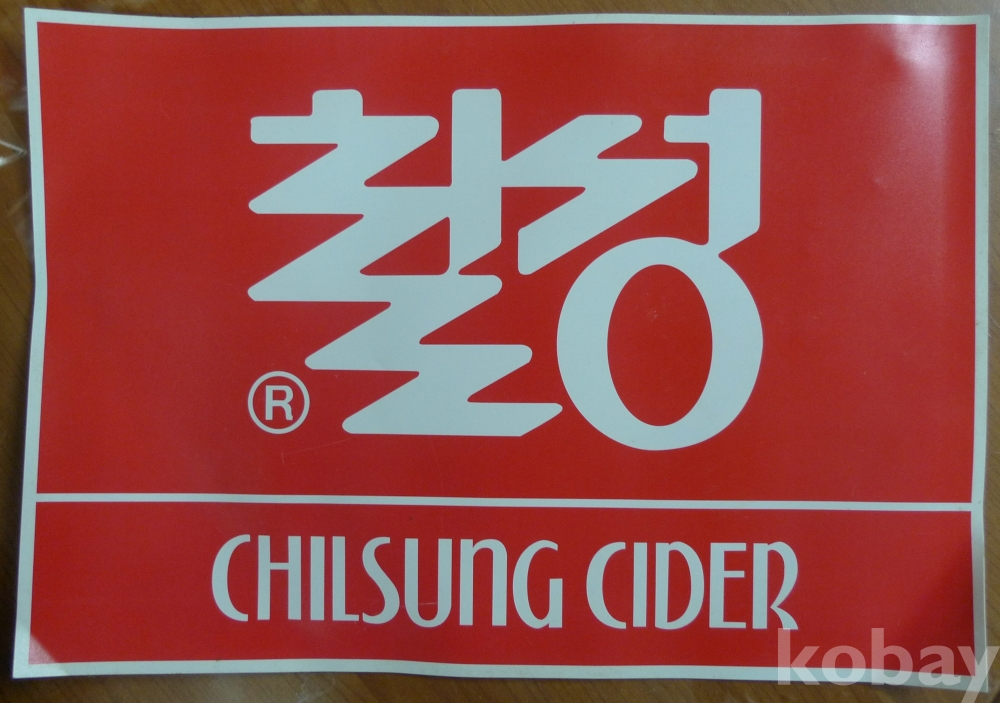 칠성
®
CHILSUNG CIDER
kobay